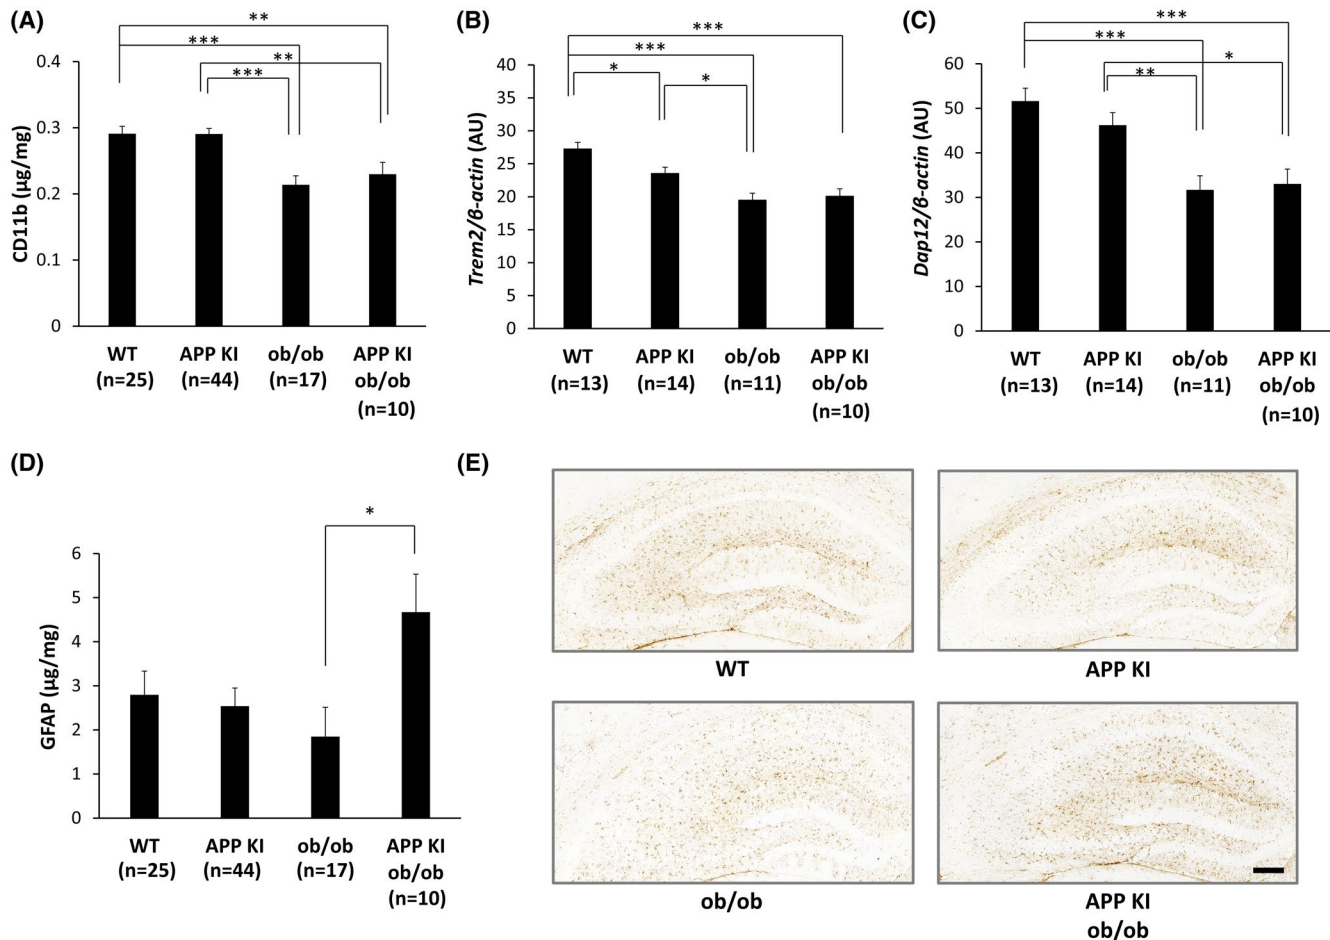 (A)
**
***
**
***
CD11b (µg/mg)
0.4
0.3
0.2
0.1
0
WT
(n=25)
APP KI
(n=44)
ob/ob
(n=17)
APP KI
ob/ob
(n=10)
(B)
***
***
*
*
Trem2/β-actin (AU)
40
35
30
25
20
15
10
5
0
WT
(n=13)
APP KI
(n=14)
ob/ob
(n=11)
APP KI
ob/ob
(n=10)
(C)
***
***
*
**
Dap12/β-actin (AU)
60
50
40
30
20
10
0
WT
(n=13)
APP KI
(n=14)
ob/ob
(n=11)
APP KI
ob/ob
(n=10)
(D)
*
GFAP (µg/mg)
6
5
4
3
2
1
0
WT
(n=25)
APP KI
(n=44)
ob/ob
(n=17)
APP KI
ob/ob
(n=10)
(E)
WT
APP KI
ob/ob
APP KI
ob/ob